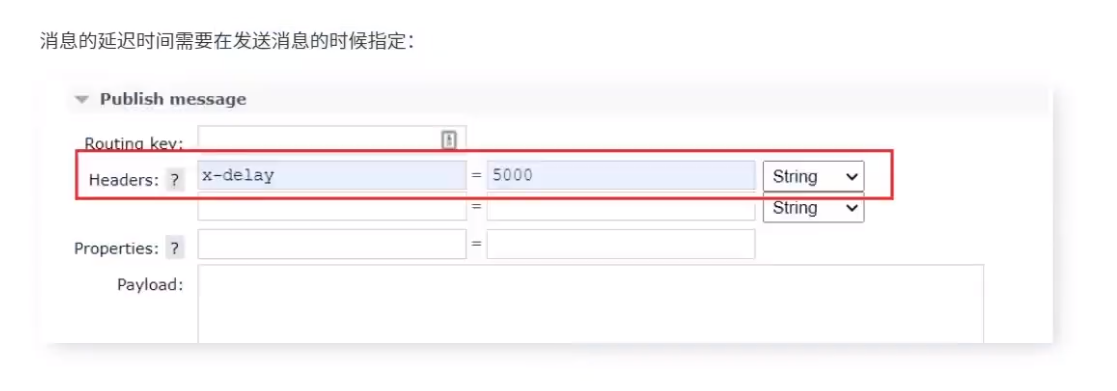 消息的延迟时间需要在发送消息的时候指定：
Publish message
Routing key:
Headers: ? x-delay = 5000 String
= String
Properties: ? =
Payload: